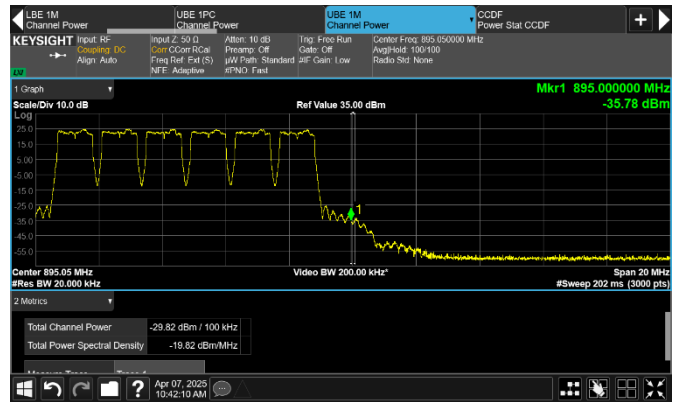 LBE 1M
Channel Power
UBE 1PC
Channel Power
UBE 1M
Channel Power
CCDF
Power Stat CCDF
KEYSIGHT
Input: RF
Coupling: DC
Align: Auto
Input Z: 50 Ω
Corr CCorr RCal
Freq Ref: Ext (S)
NFE: Adaptive
Atten: 10 dB
Preamp: Off
µW Path: Standard
#PNO: Fast
Trig: Free Run
Gate: Off
#IF Gain: Low
Center Freq: 895.050000 MHz
Avg|Hold: 100/100
Radio Std: None
1 Graph
Mkr1 895.000000 MHz
-35.78 dBm
Scale/Div 10.0 dB
Ref Value 35.00 dBm
Log
25.0
15.0
5.00
-5.00
-15.0
-25.0
-35.0
-45.0
-55.0
1
Center 895.05 MHz
Video BW 200.00 kHz*
Span 20 MHz
#Res BW 20.000 kHz
#Sweep 202 ms (3000 pts)
2 Metrics
Total Channel Power -29.82 dBm / 100 kHz
Total Power Spectral Density -19.82 dBm/MHz
Apr 07, 2025
10:42:10 AM